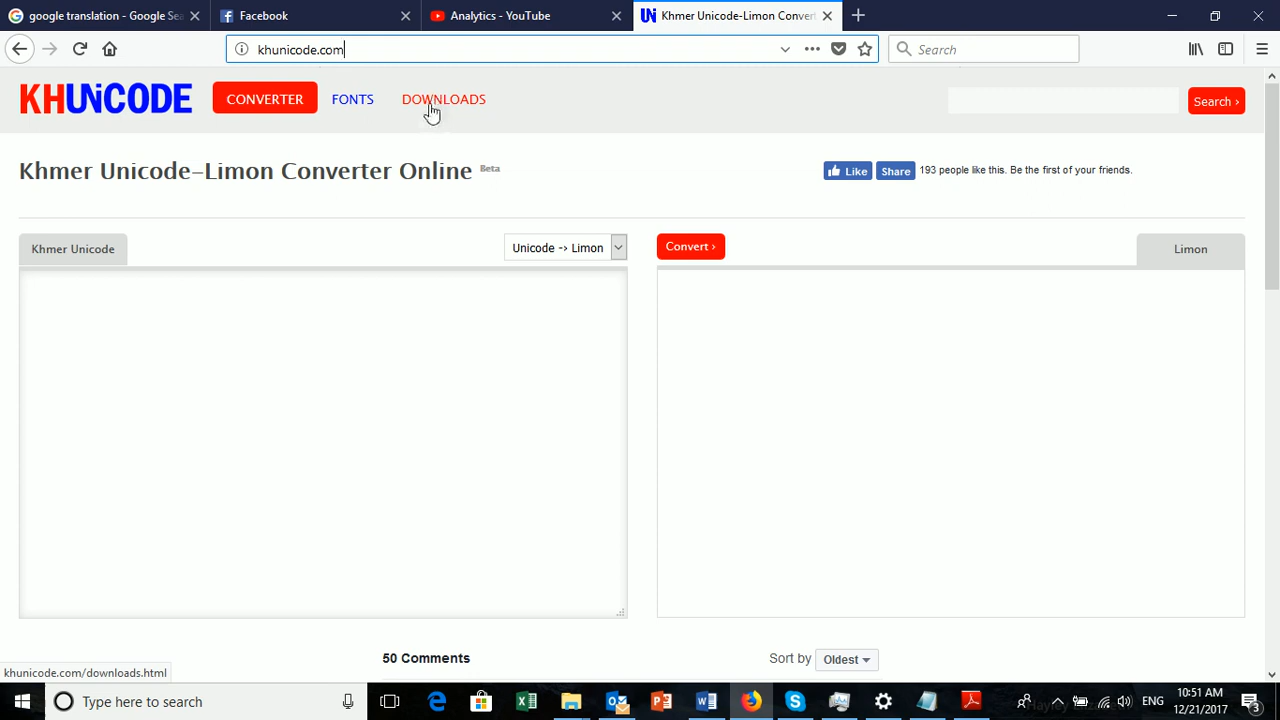 google translation - Google Sea
Facebook
Analytics - YouTube
Khmer Unicode-Limon Convert
khunicode.com
Search
KHUNiCODE
CONVERTER
FONTS
DOWNLOADS
Search ›
Khmer Unicode-Limon Converter Online Beta
Like
Share
193 people like this. Be the first of your friends.
Khmer Unicode
Unicode -> Limon
Convert ›
Limon
50 Comments
Sort by
Oldest
khunicode.com/downloads.html
Type here to search
ENG
10:51 AM
12/21/2017
3